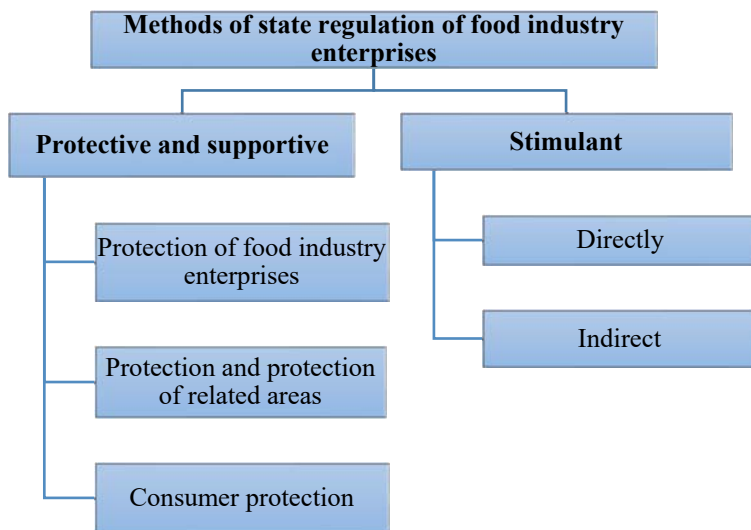 Methods of state regulation of food industry
enterprises
Protective and supportive
Stimulant
Protection of food industry
enterprises
Directly
Protection and protection
of related areas
Indirect
Consumer protection